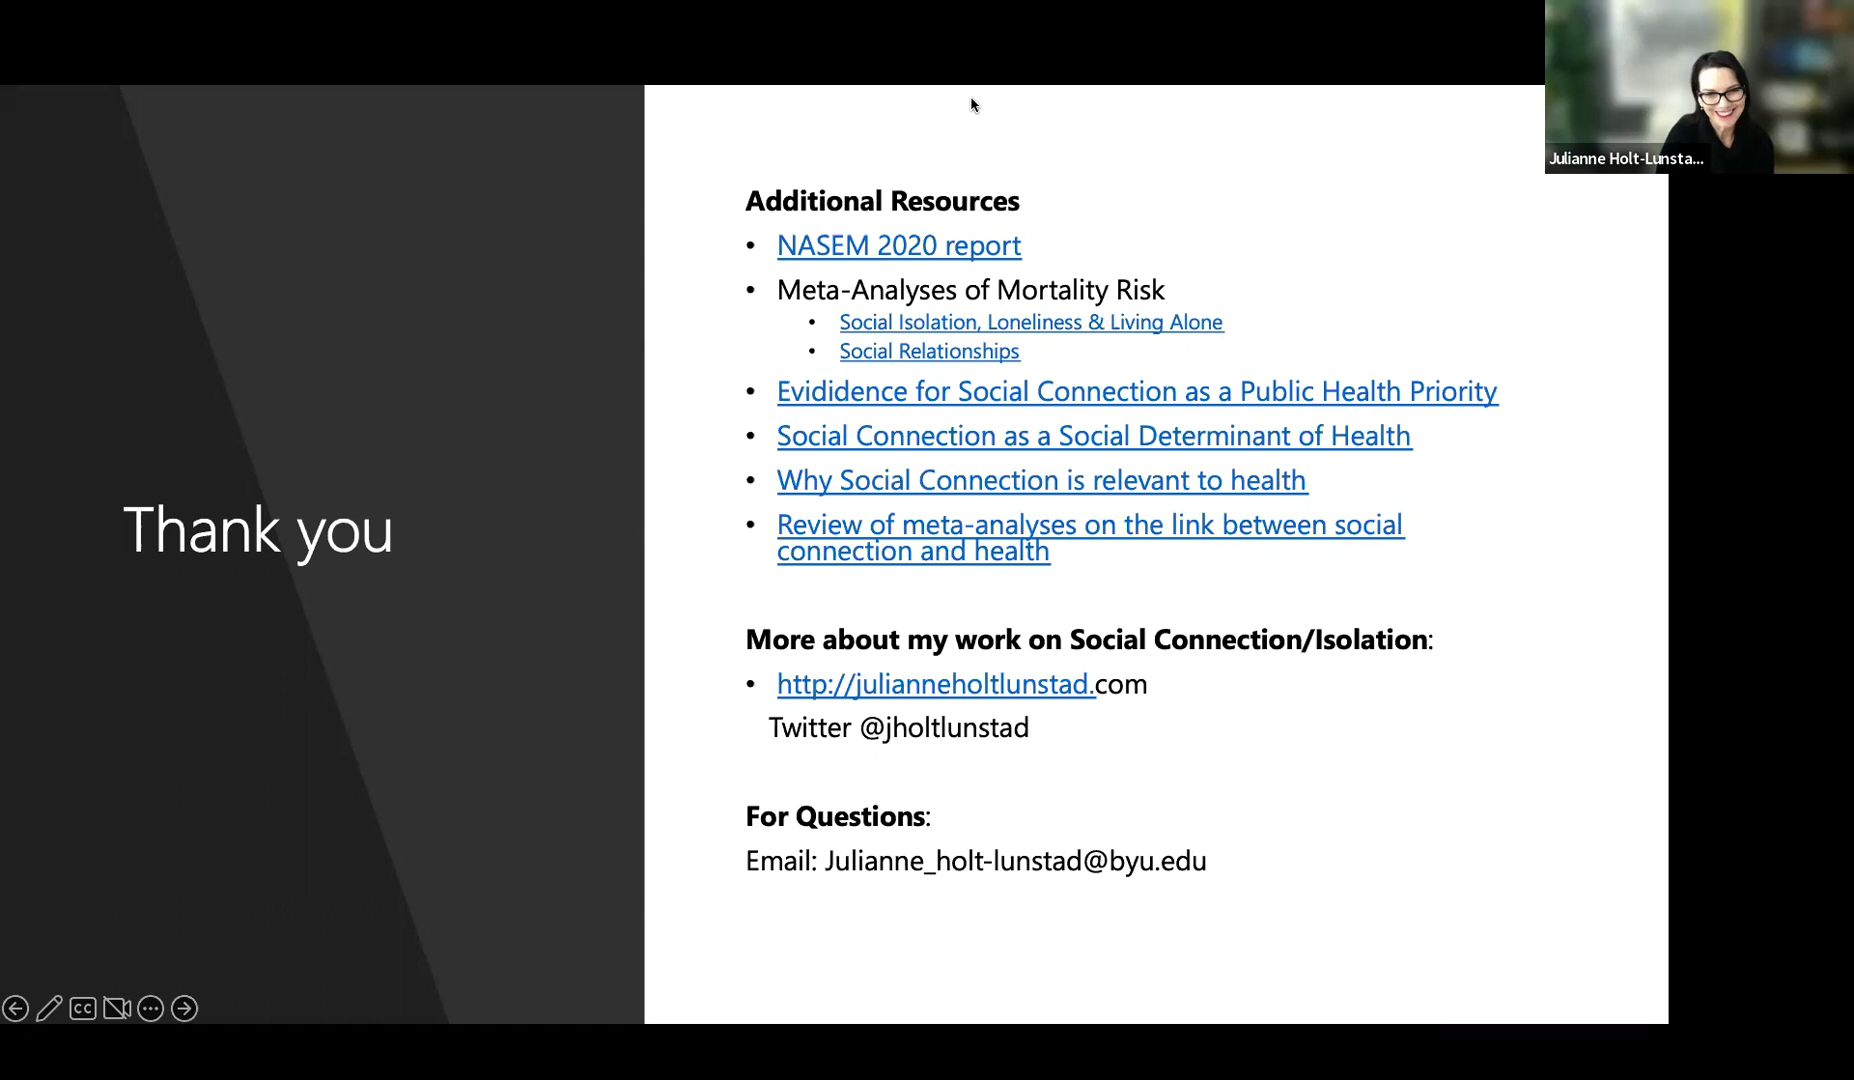 Julianne Holt-Lunsta...
Thank you
Additional Resources
• NASEM 2020 report
• Meta-Analyses of Mortality Risk
• Social Isolation, Loneliness & Living Alone
• Social Relationships
• Evididence for Social Connection as a Public Health Priority
• Social Connection as a Social Determinant of Health
• Why Social Connection is relevant to health
• Review of meta-analyses on the link between social
connection and health
More about my work on Social Connection/Isolation:
• http://julianneholtlunstad.com
Twitter @jholtlunstad
For Questions:
Email: Julianne_holt-lunstad@byu.edu
CC